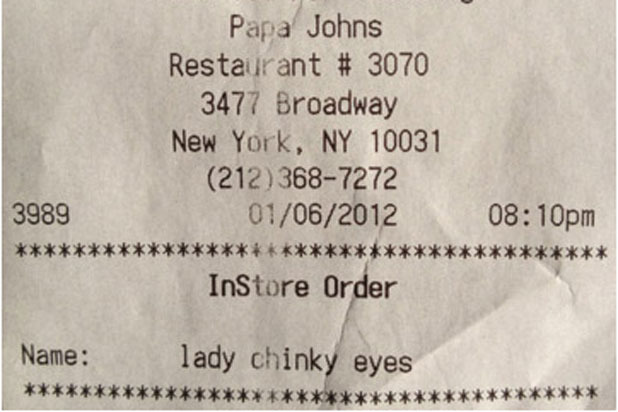 Papa Johns
Restaurant # 3070
3477 Broadway
New York, NY 10031
(212)368-7272
3989 01/06/2012 08:10pm
******************************************
InStore Order
Name: lady chinky eyes
******************************************